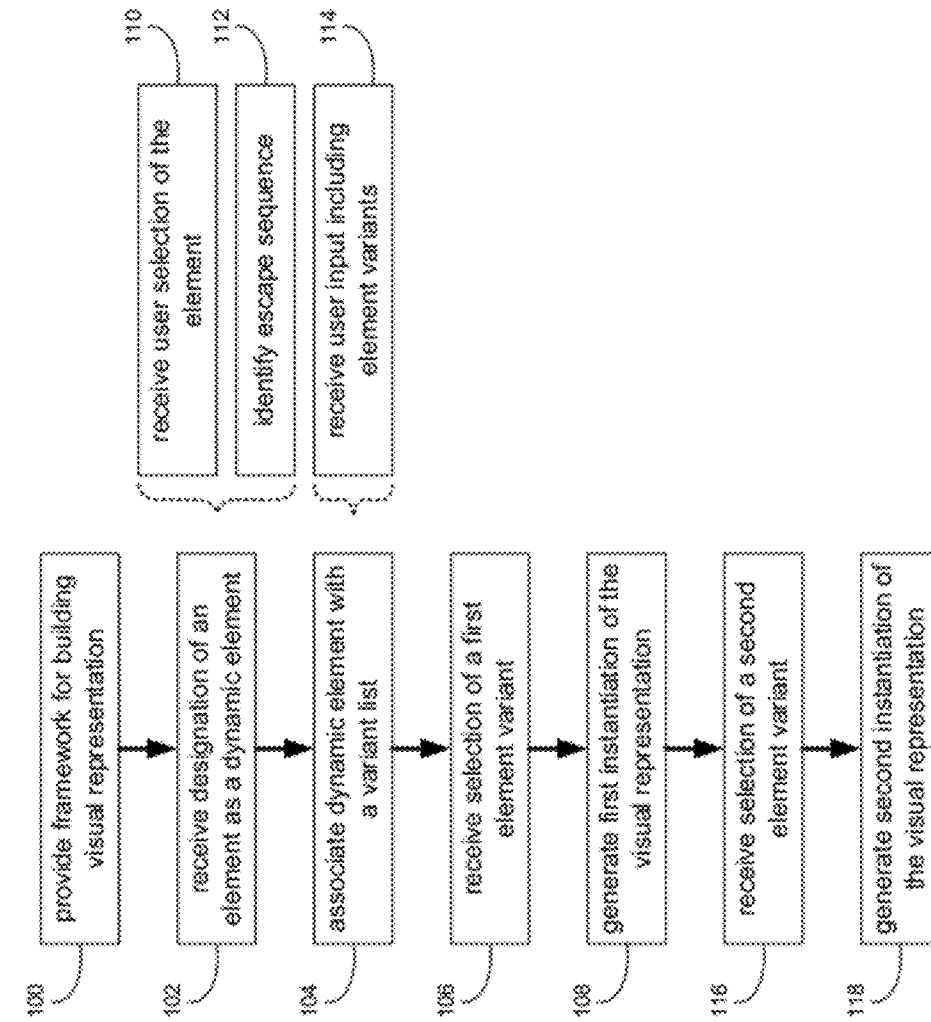 100
provide framework for building
visual representation
102
receive designation of an
element as a dynamic element
104
associate dynamic element with
a variant list
106
receive selection of a first
element variant
108
generate first instantiation of the
visual representation
116
receive selection of a second
element variant
118
generate second instantiation of
the visual representation
110
receive user selection of the
element
112
identify escape sequence
114
receive user input including
element variants